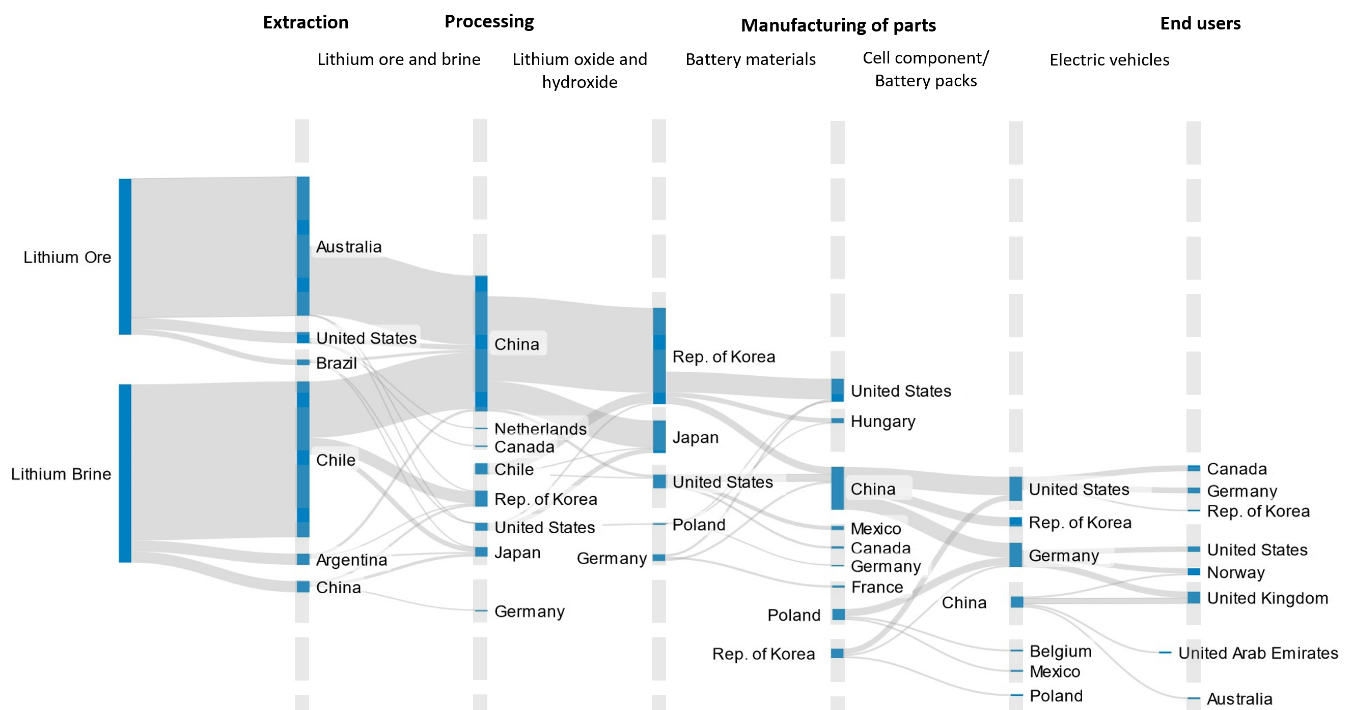 Extraction
Processing
Manufacturing of parts
End users
Lithium ore and brine
Lithium oxide and
hydroxide
Battery materials
Cell component/
Battery packs
Electric vehicles
Lithium Ore
Lithium Brine
Australia
United States
Brazil
Chile
Argentina
China
China
Netherlands
Canada
Chile
Rep. of Korea
United States
Japan
Germany
Rep. of Korea
Japan
United States
Poland
Germany
United States
Hungary
China
Mexico
Canada
Germany
France
Poland
Rep. of Korea
United States
Rep. of Korea
Germany
China
Belgium
Mexico
Poland
Canada
Germany
Rep. of Korea
United States
Norway
United Kingdom
United Arab Emirates
Australia